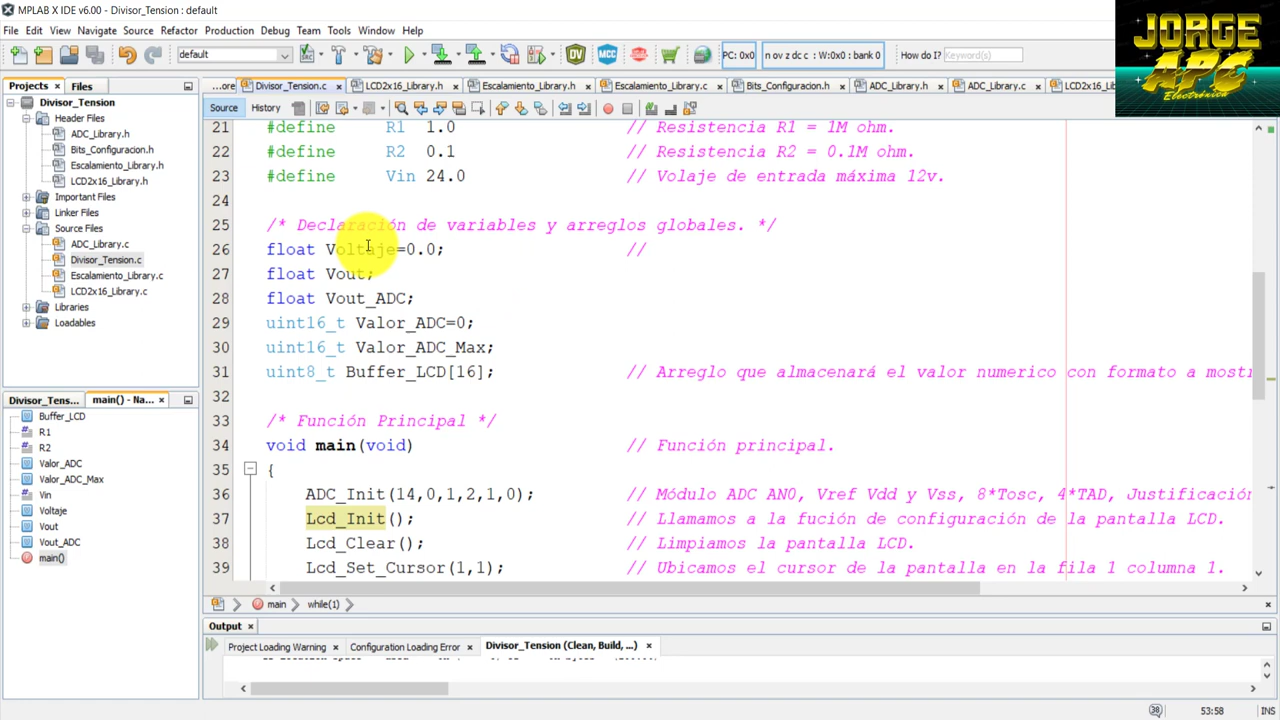 MPLAB X IDE v6.00 - Divisor_Tension : default
File Edit View Navigate Source Refactor Production Debug Team Tools Window Help
JORGE
APC
Electrónica
default
PC: 0x0
n ov z dc c : W:0x0 : bank 0
How do I?
Keyword(s)
Projects
Files
...ore
Divisor_Tension.c
LCD2x16_Library.h
Escalamiento_Library.h
Escalamiento_Library.c
Bits_Configuracion.h
ADC_Library.h
ADC_Library.c
LCD2x16_Lib
Source
History
Divisor_Tension
Header Files
ADC_Library.h
Bits_Configuracion.h
Escalamiento_Library.h
LCD2x16_Library.h
Important Files
Linker Files
Source Files
ADC_Library.c
Divisor_Tension.c
Escalamiento_Library.c
LCD2x16_Library.c
Libraries
Loadables
21 #define R1 1.0 // Resistencia R1 = 1M ohm.
22 #define R2 0.1 // Resistencia R2 = 0.1M ohm.
23 #define Vin 24.0 // Volaje de entrada máxima 12v.
24
25 /* Declaración de variables y arreglos globales. */
26 float Voltaje=0.0; //
27 float Vout;
28 float Vout_ADC;
29 uint16_t Valor_ADC=0;
30 uint16_t Valor_ADC_Max;
31 uint8_t Buffer_LCD[16]; // Arreglo que almacenará el valor numerico con formato a mostr
32
33 /* Función Principal */
34 void main(void) // Función principal.
35 {
36 ADC_Init(14,0,1,2,1,0); // Módulo ADC AN0, Vref Vdd y Vss, 8*Tosc, 4*TAD, Justificación
37 Lcd_Init(); // Llamamos a la fución de configuración de la pantalla LCD.
38 Lcd_Clear(); // Limpiamos la pantalla LCD.
39 Lcd_Set_Cursor(1,1); // Ubicamos el cursor de la pantalla en la fila 1 columna 1.
Divisor_Tens...
main() - Na...
Buffer_LCD
R1
R2
Valor_ADC
Valor_ADC_Max
Vin
Voltaje
Vout
Vout_ADC
main()
main
while(1)
Output
Project Loading Warning
Configuration Loading Error
Divisor_Tension (Clean, Build, ...)
53:58
INS